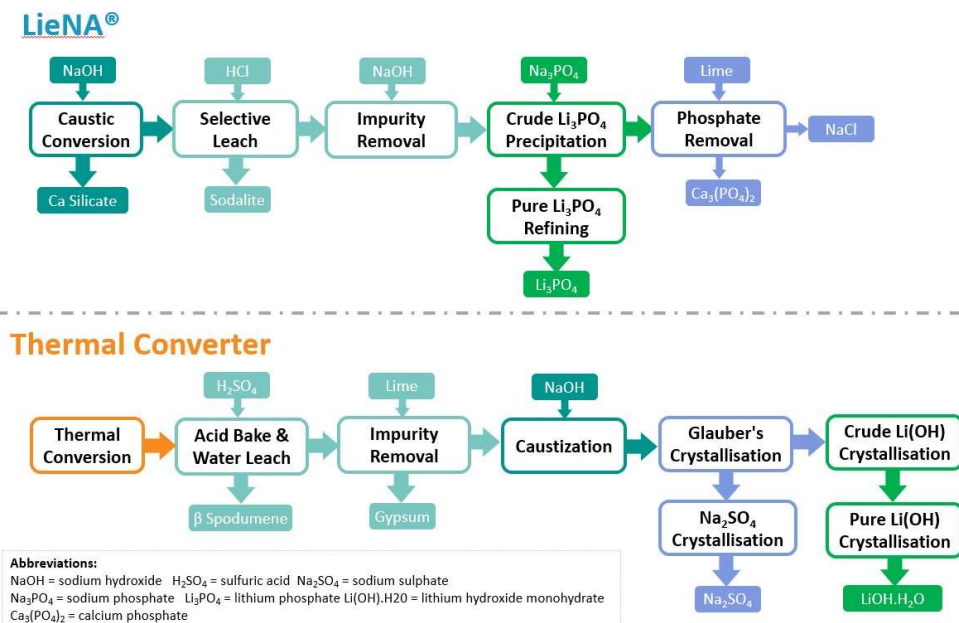 LieNA®
NaOH
HCl
NaOH
Na₃PO₄
Lime
Caustic
Conversion
Selective
Leach
Impurity
Removal
Crude Li₃PO₄
Precipitation
Phosphate
Removal
NaCl
Ca Silicate
Sodalite
Ca₃(PO₄)₂
Pure Li₃PO₄
Refining
Li₃PO₄
Thermal Converter
H₂SO₄
Lime
NaOH
Thermal
Conversion
Acid Bake &
Water Leach
Impurity
Removal
Caustization
Glauber's
Crystallisation
Crude Li(OH)
Crystallisation
β Spodumene
Gypsum
Na₂SO₄
Crystallisation
Pure Li(OH)
Crystallisation
Na₂SO₄
LiOH.H₂O
Abbreviations:
NaOH = sodium hydroxide H₂SO₄ = sulfuric acid Na₂SO₄ = sodium sulphate
Na₃PO₄ = sodium phosphate Li₃PO₄ = lithium phosphate Li(OH).H20 = lithium hydroxide monohydrate
Ca₃(PO₄)₂ = calcium phosphate